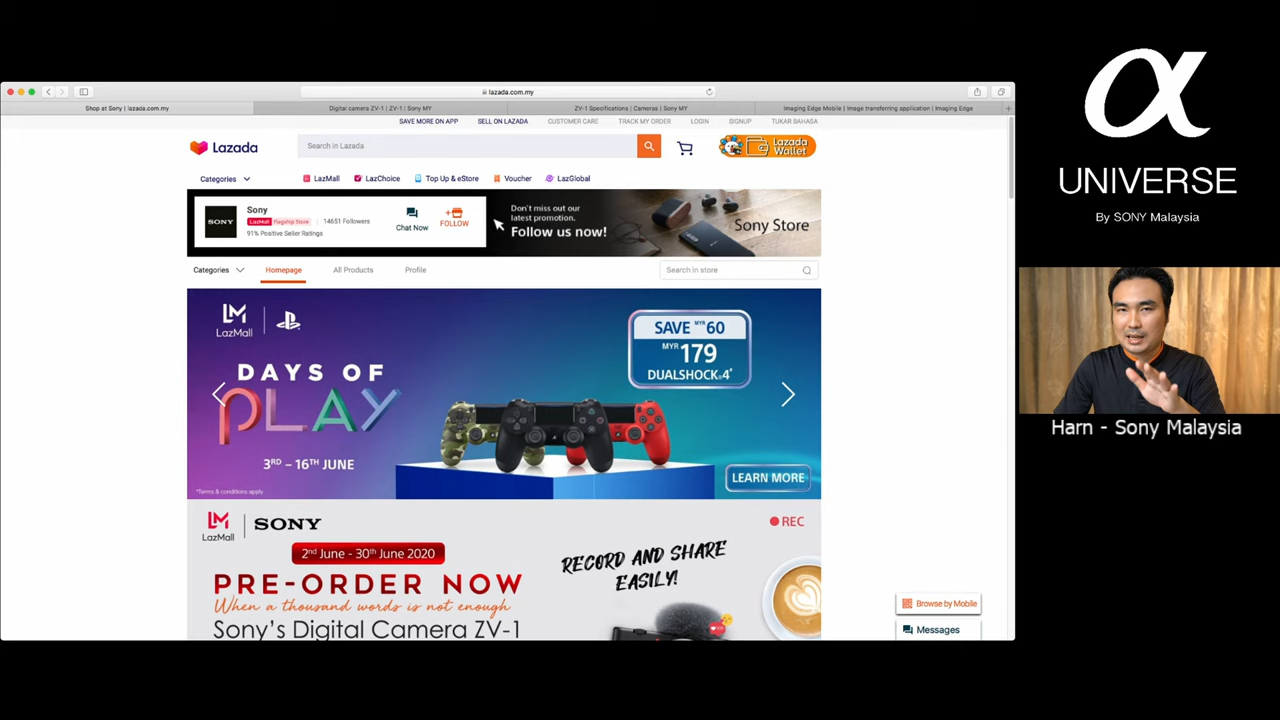 lazada.com.my
Shop at Sony | lazada.com.my
Digital camera ZV-1 | ZV-1 | Sony MY
ZV-1 Specifications | Cameras | Sony MY
Imaging Edge Mobile | Image transferring application | Imaging Edge
SAVE MORE ON APP
SELL ON LAZADA
CUSTOMER CARE
TRACK MY ORDER
LOGIN
SIGNUP
TUKAR BAHASA
Lazada
Search in Lazada
Lazada
Wallet
Categories
LazMall
LazChoice
Top Up & eStore
Voucher
LazGlobal
SONY
Sony
LazMall Flagship Store
14651 Followers
91% Positive Seller Ratings
Chat Now
FOLLOW
Don't miss out our
latest promotion.
Follow us now!
Sony Store
Categories
Homepage
All Products
Profile
Search in store
LazMall
DAYS OF
PLAY
3RD – 16TH JUNE
*Terms & conditions apply
SAVE MYR 60
MYR 179
DUALSHOCK®4*
LEARN MORE
LazMall
SONY
REC
2nd June - 30th June 2020
PRE-ORDER NOW
When a thousand words is not enough
Sony's Digital Camera ZV-1
RECORD AND SHARE
EASILY!
Browse by Mobile
Messages
α
UNIVERSE
By SONY Malaysia
Harn - Sony Malaysia